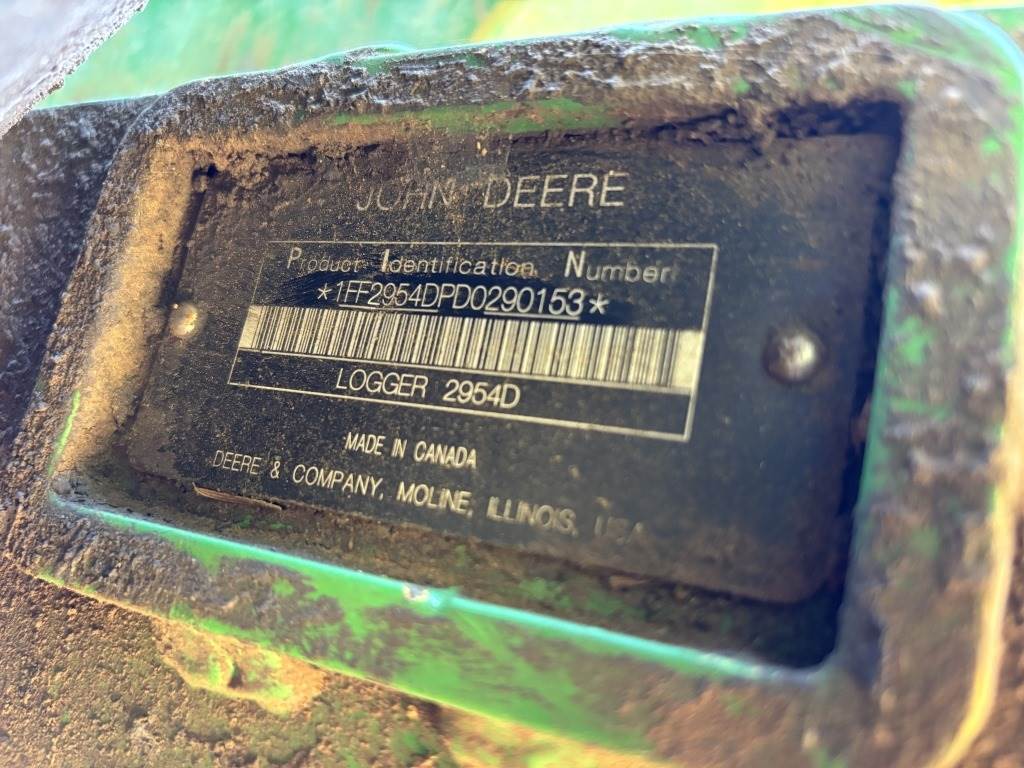 JOHN DEERE
Product Identification Number
*1FF2954DPD0290153*
LOGGER 2954D
MADE IN CANADA
DEERE & COMPANY, MOLINE, ILLINOIS, USA